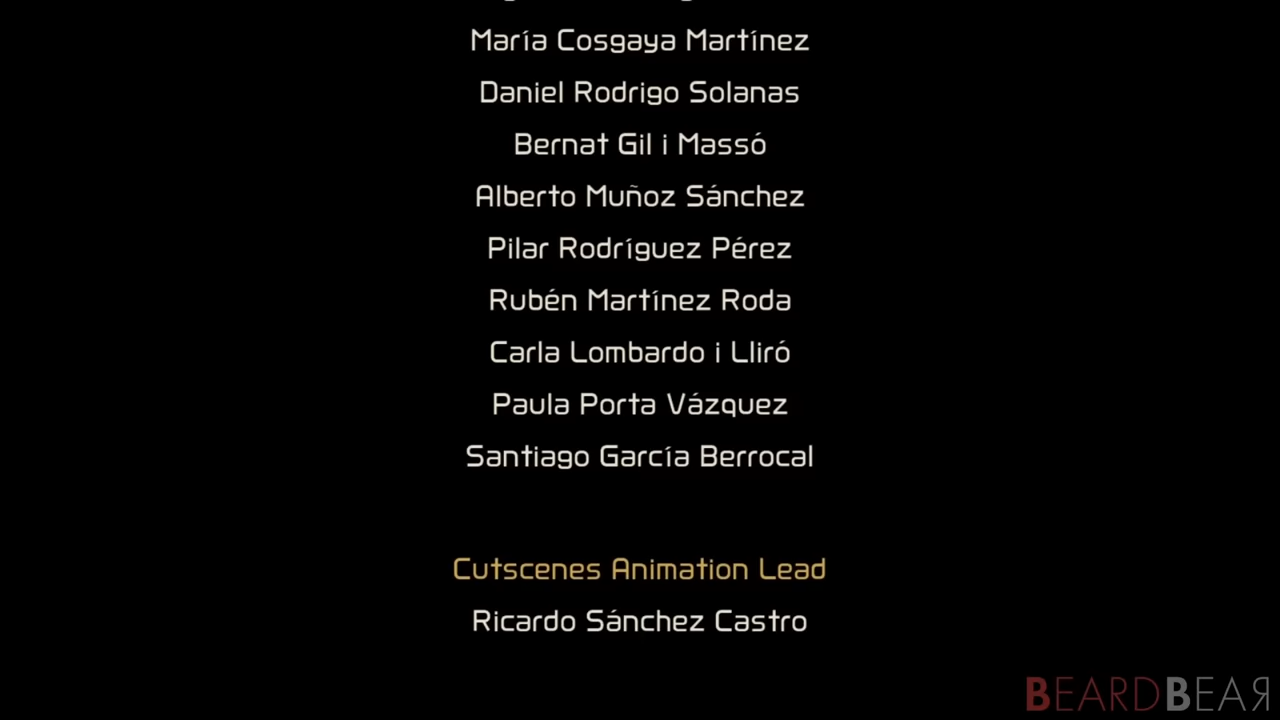 María Cosgaya Martínez
Daniel Rodrigo Solanas
Bernat Gil i Massó
Alberto Muñoz Sánchez
Pilar Rodríguez Pérez
Rubén Martínez Roda
Carla Lombardo i Lliró
Paula Porta Vázquez
Santiago García Berrocal
Cutscenes Animation Lead
Ricardo Sánchez Castro
BEARDBEAR